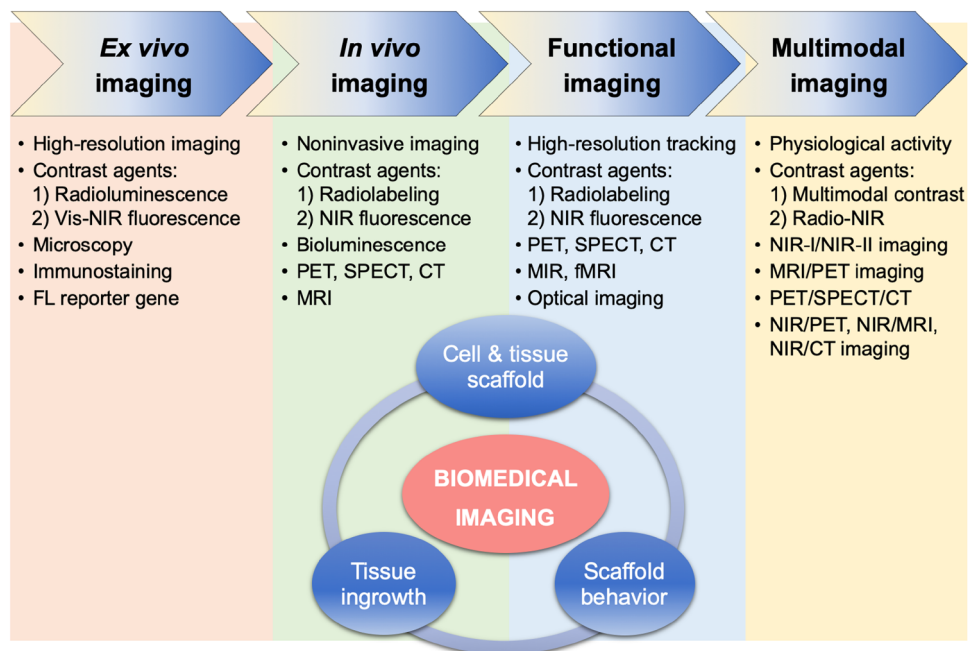 Ex vivo
imaging
• High-resolution imaging
• Contrast agents:
1) Radioluminescence
2) Vis-NIR fluorescence
• Microscopy
• Immunostaining
• FL reporter gene
In vivo
imaging
• Noninvasive imaging
• Contrast agents:
1) Radiolabeling
2) NIR fluorescence
• Bioluminescence
• PET, SPECT, CT
• MRI
Functional
imaging
• High-resolution tracking
• Contrast agents:
1) Radiolabeling
2) NIR fluorescence
• PET, SPECT, CT
• MIR, fMRI
• Optical imaging
Multimodal
imaging
• Physiological activity
• Contrast agents:
1) Multimodal contrast
2) Radio-NIR
• NIR-I/NIR-II imaging
• MRI/PET imaging
• PET/SPECT/CT
• NIR/PET, NIR/MRI,
NIR/CT imaging
Cell & tissue
scaffold
BIOMEDICAL
IMAGING
Tissue
ingrowth
Scaffold
behavior